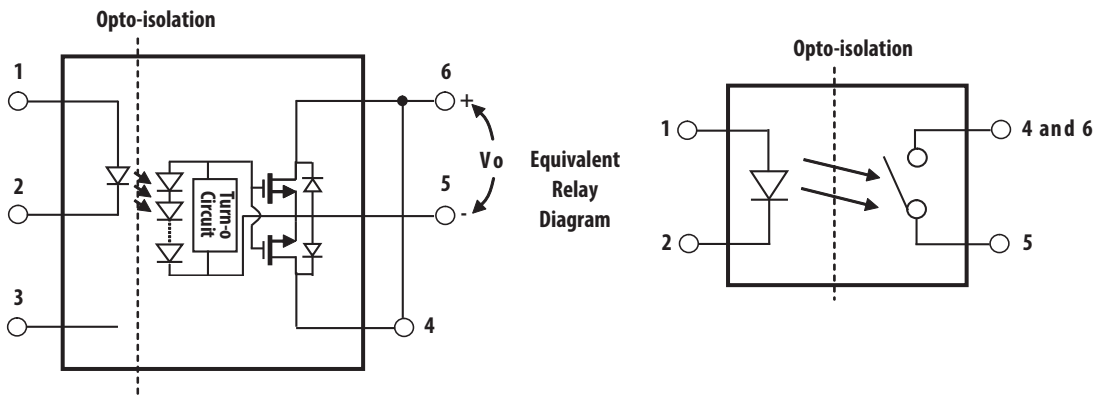 Opto-isolation
1
2
3
Turn-o
Circuit
6
+
Vo
5
-
4
Equivalent
Relay
Diagram
Opto-isolation
1
2
4 and 6
5